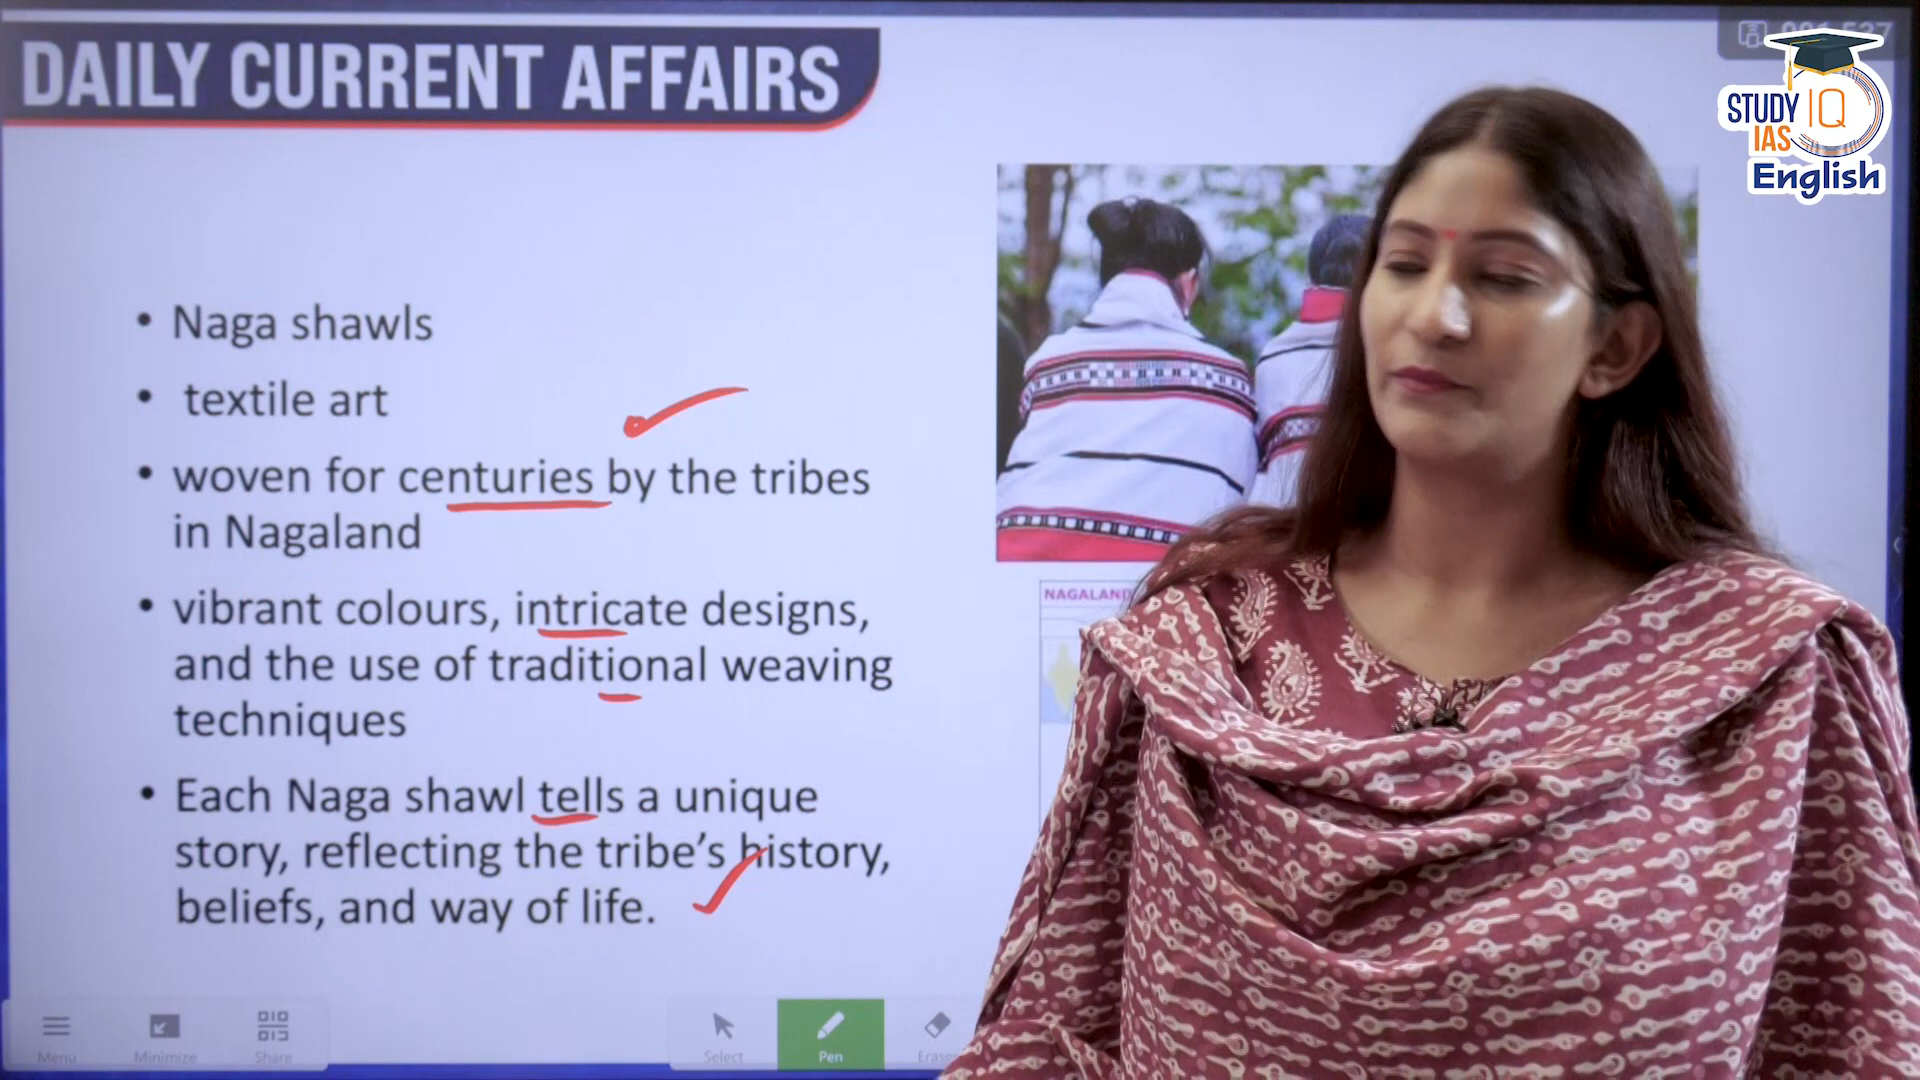 DAILY CURRENT AFFAIRS
STUDY IQ
IAS
English
• Naga shawls
• textile art
• woven for centuries by the tribes
in Nagaland
• vibrant colours, intricate designs,
and the use of traditional weaving
techniques
• Each Naga shawl tells a unique
story, reflecting the tribe's history,
beliefs, and way of life.
NAGALAND
Menu
Minimize
Share
Select
Pen
Erase